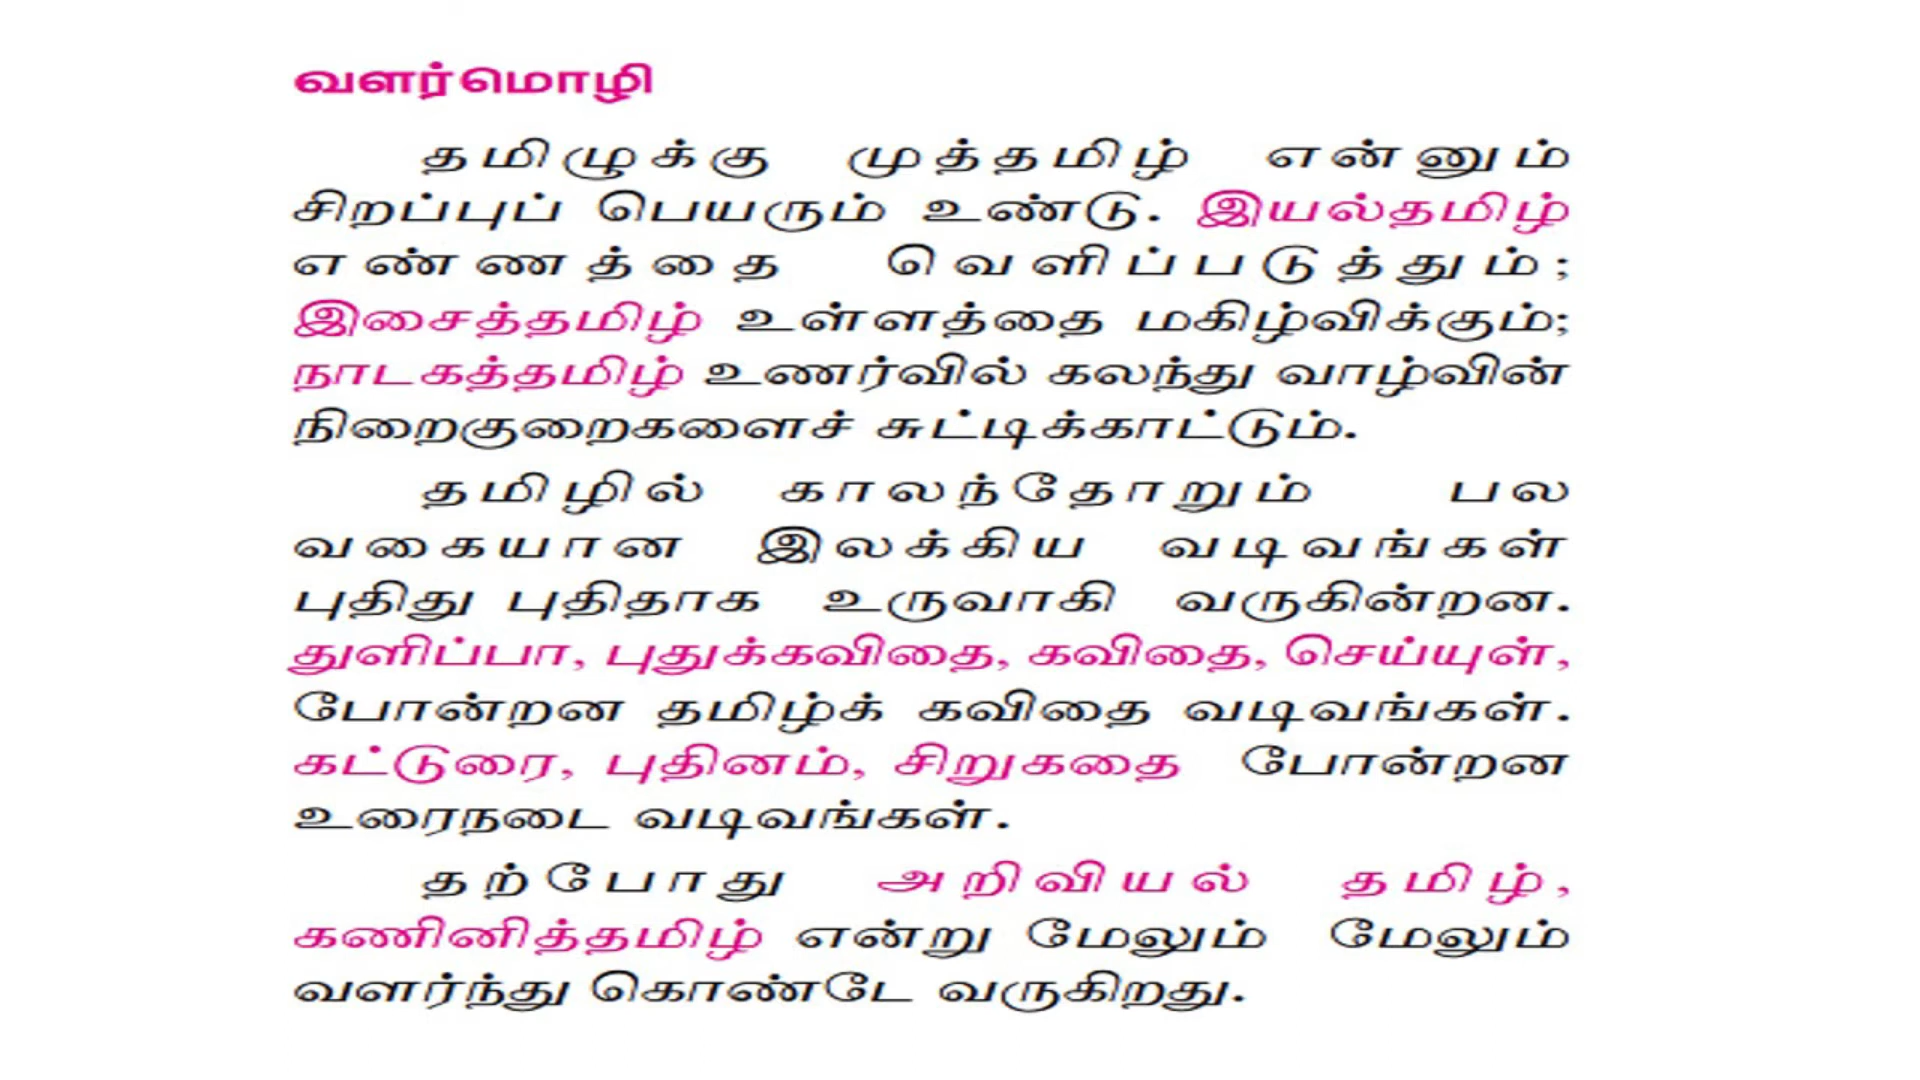 வளர்மொழி
தமிழுக்கு முத்தமிழ் என்னும்
சிறப்புப் பெயரும் உண்டு. இயல்தமிழ்
எண்ணத்தை வெளிப்படுத்தும்;
இசைத்தமிழ் உள்ளத்தை மகிழ்விக்கும்;
நாடகத்தமிழ் உணர்வில் கலந்து வாழ்வின்
நிறைகுறைகளைச் சுட்டிக்காட்டும்.
தமிழில் காலந்தோறும் பல
வகையான இலக்கிய வடிவங்கள்
புதிது புதிதாக உருவாகி வருகின்றன.
துளிப்பா, புதுக்கவிதை, கவிதை, செய்யுள்,
போன்றன தமிழ்க் கவிதை வடிவங்கள்.
கட்டுரை, புதினம், சிறுகதை போன்றன
உரைநடை வடிவங்கள்.
தற்போது அறிவியல் தமிழ்,
கணினித்தமிழ் என்று மேலும் மேலும்
வளர்ந்து கொண்டே வருகிறது.